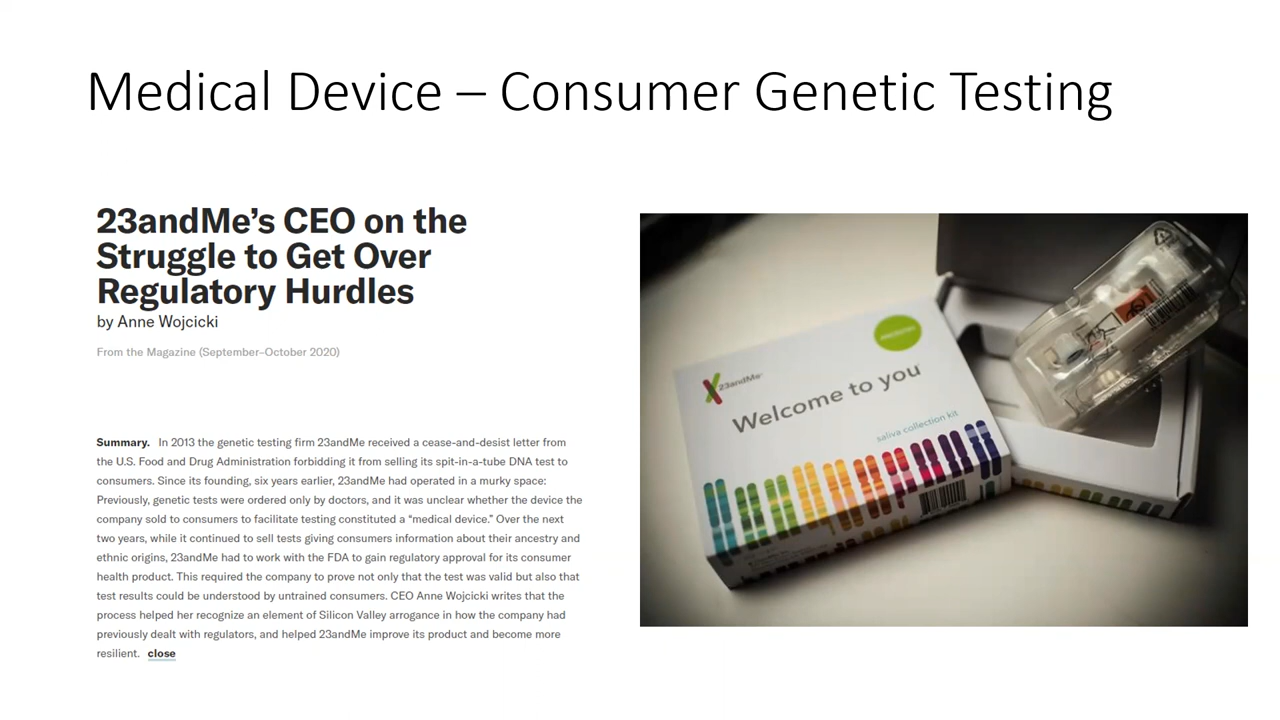 Medical Device – Consumer Genetic Testing
23andMe’s CEO on the
Struggle to Get Over
Regulatory Hurdles
by Anne Wojcicki
From the Magazine (September–October 2020)
Summary. In 2013 the genetic testing firm 23andMe received a cease-and-desist letter from
the U.S. Food and Drug Administration forbidding it from selling its spit-in-a-tube DNA test to
consumers. Since its founding, six years earlier, 23andMe had operated in a murky space:
Previously, genetic tests were ordered only by doctors, and it was unclear whether the device the
company sold to consumers to facilitate testing constituted a “medical device.” Over the next
two years, while it continued to sell tests giving consumers information about their ancestry and
ethnic origins, 23andMe had to work with the FDA to gain regulatory approval for its consumer
health product. This required the company to prove not only that the test was valid but also that
test results could be understood by untrained consumers. CEO Anne Wojcicki writes that the
process helped her recognize an element of Silicon Valley arrogance in how the company had
previously dealt with regulators, and helped 23andMe improve its product and become more
resilient. close
23andMe
Welcome to you
saliva collection kit